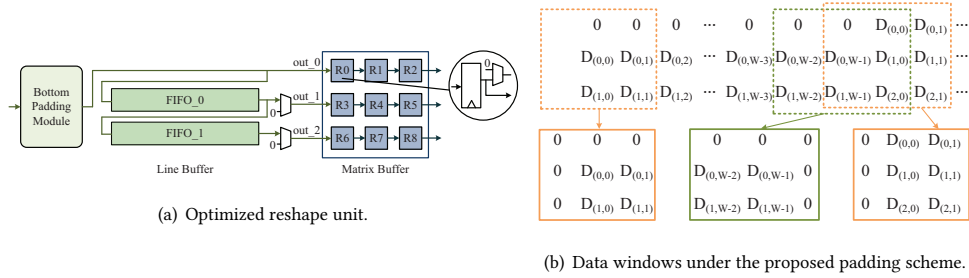 Bottom
Padding
Module
FIFO_0
FIFO_1
0
0
out_0
out_1
out_2
R0 R1 R2
R3 R4 R5
R6 R7 R8
0
Line Buffer
Matrix Buffer
(a) Optimized reshape unit.
0 0 0 ··· 0 0 0 D(0,0) D(0,1) ···
D(0,0) D(0,1) D(0,2) ··· D(0,W-3) D(0,W-2) D(0,W-1) D(1,0) D(1,1) ···
D(1,0) D(1,1) D(1,2) ··· D(1,W-3) D(1,W-2) D(1,W-1) D(2,0) D(2,1) ···
0 0 0
0 D(0,0) D(0,1)
0 D(1,0) D(1,1)
0 0 0
D(0,W-2) D(0,W-1) 0
D(1,W-2) D(1,W-1) 0
0 D(0,0) D(0,1)
0 D(1,0) D(1,1)
0 D(2,0) D(2,1)
(b) Data windows under the proposed padding scheme.